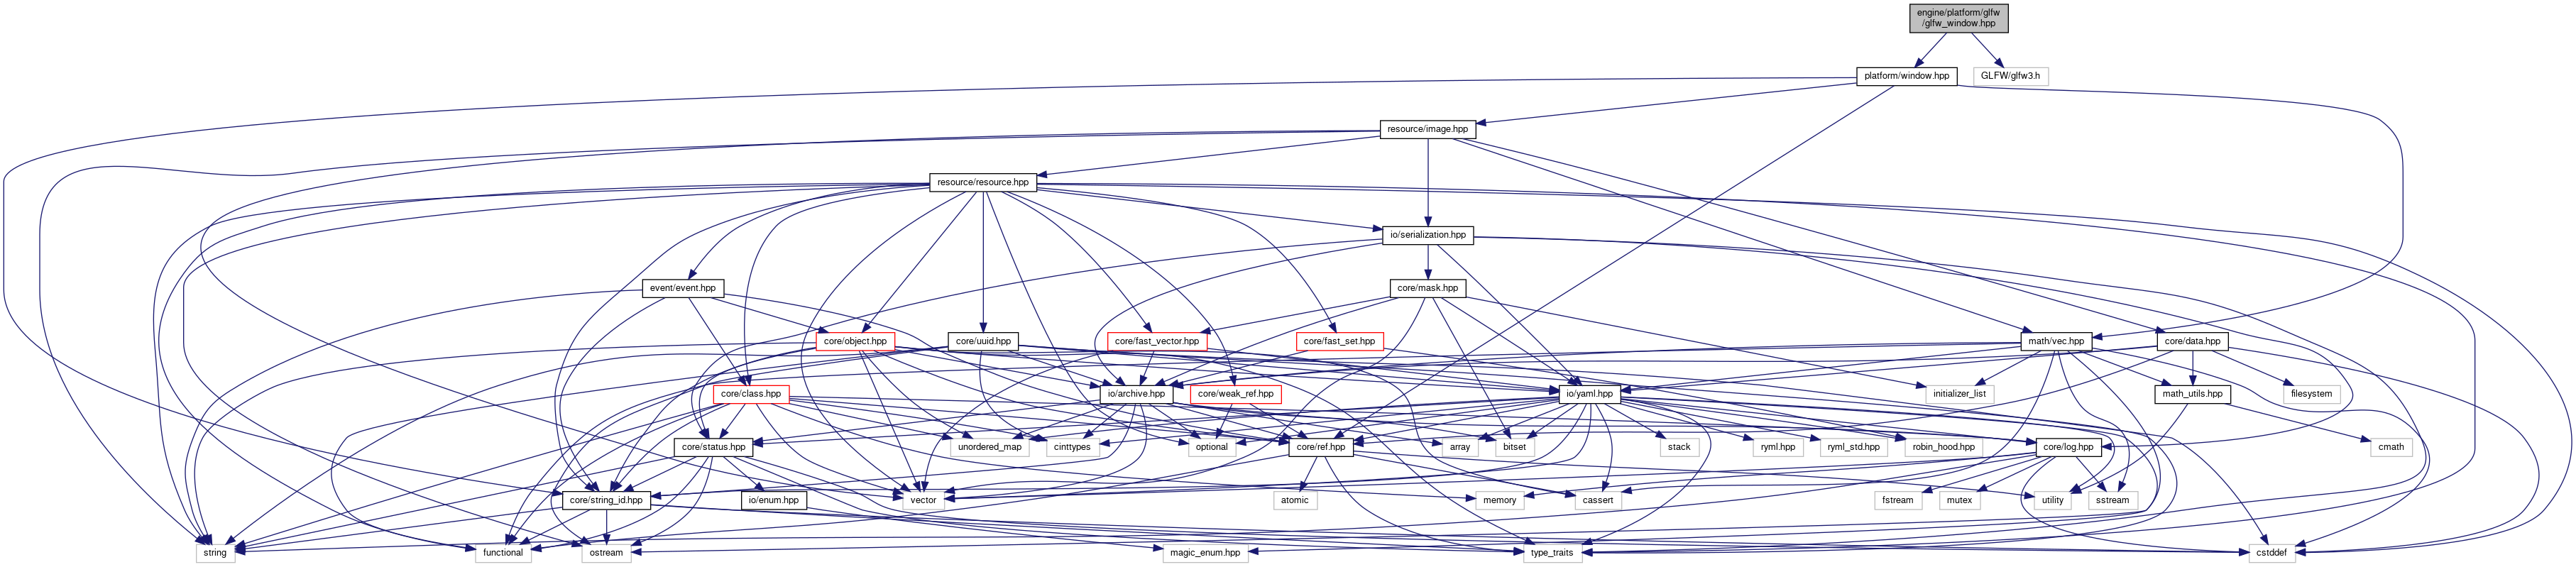 engine/platform/glfw
/glfw_window.hpp
platform/window.hpp
GLFW/glfw3.h
resource/image.hpp
resource/resource.hpp
io/serialization.hpp
event/event.hpp
core/mask.hpp
core/object.hpp
core/uuid.hpp
core/fast_vector.hpp
core/fast_set.hpp
math/vec.hpp
core/data.hpp
core/class.hpp
io/archive.hpp
core/weak_ref.hpp
io/yaml.hpp
initializer_list
math_utils.hpp
filesystem
core/status.hpp
unordered_map
cinttypes
optional
core/ref.hpp
array
bitset
stack
ryml.hpp
ryml_std.hpp
robin_hood.hpp
core/log.hpp
cmath
core/string_id.hpp
io/enum.hpp
vector
atomic
memory
cassert
fstream
mutex
utility
sstream
string
functional
ostream
magic_enum.hpp
type_traits
cstddef